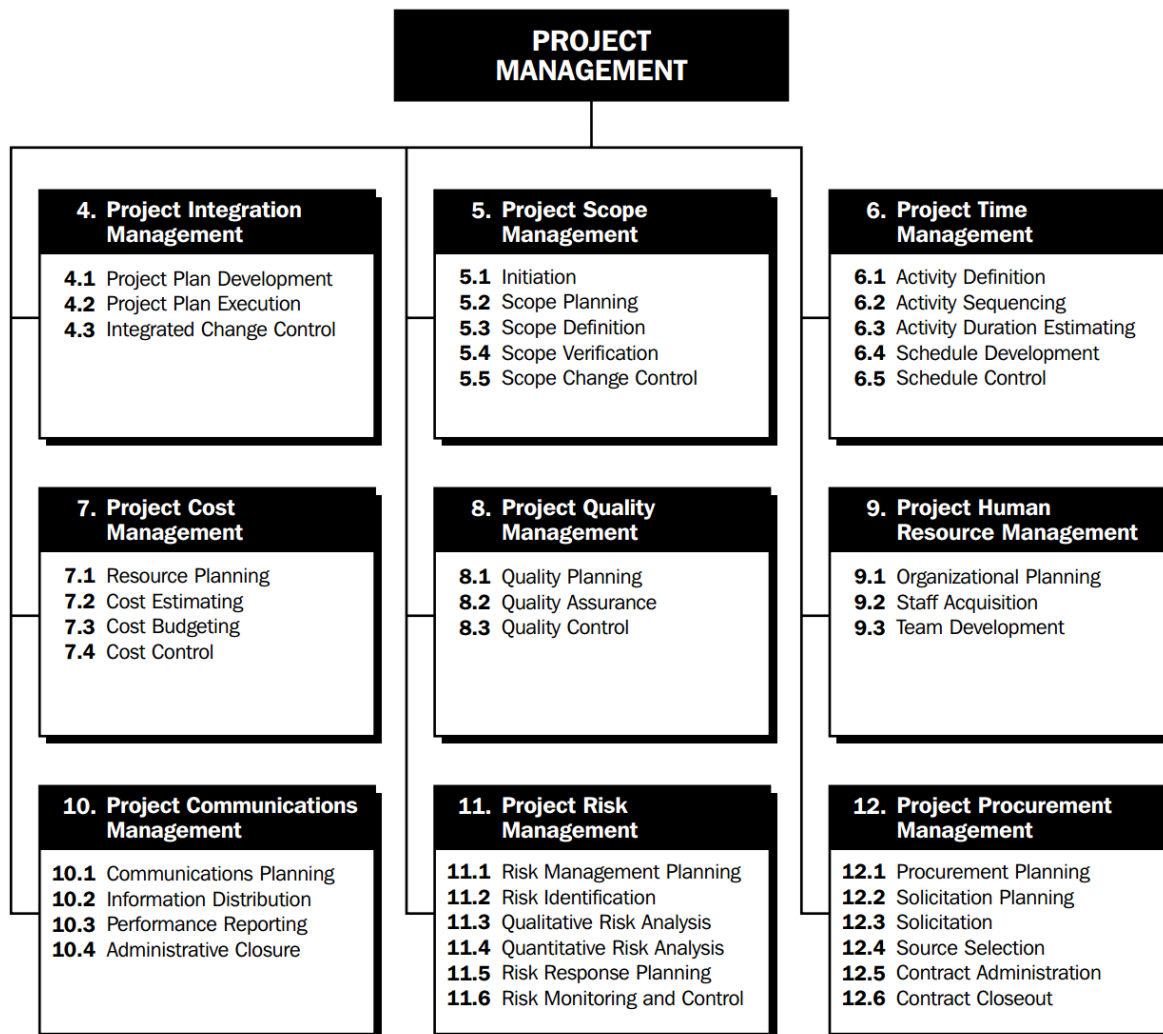 PROJECT
MANAGEMENT
4. Project Integration
Management
4.1 Project Plan Development
4.2 Project Plan Execution
4.3 Integrated Change Control
5. Project Scope
Management
5.1 Initiation
5.2 Scope Planning
5.3 Scope Definition
5.4 Scope Verification
5.5 Scope Change Control
6. Project Time
Management
6.1 Activity Definition
6.2 Activity Sequencing
6.3 Activity Duration Estimating
6.4 Schedule Development
6.5 Schedule Control
7. Project Cost
Management
7.1 Resource Planning
7.2 Cost Estimating
7.3 Cost Budgeting
7.4 Cost Control
8. Project Quality
Management
8.1 Quality Planning
8.2 Quality Assurance
8.3 Quality Control
9. Project Human
Resource Management
9.1 Organizational Planning
9.2 Staff Acquisition
9.3 Team Development
10. Project Communications
Management
10.1 Communications Planning
10.2 Information Distribution
10.3 Performance Reporting
10.4 Administrative Closure
11. Project Risk
Management
11.1 Risk Management Planning
11.2 Risk Identification
11.3 Qualitative Risk Analysis
11.4 Quantitative Risk Analysis
11.5 Risk Response Planning
11.6 Risk Monitoring and Control
12. Project Procurement
Management
12.1 Procurement Planning
12.2 Solicitation Planning
12.3 Solicitation
12.4 Source Selection
12.5 Contract Administration
12.6 Contract Closeout